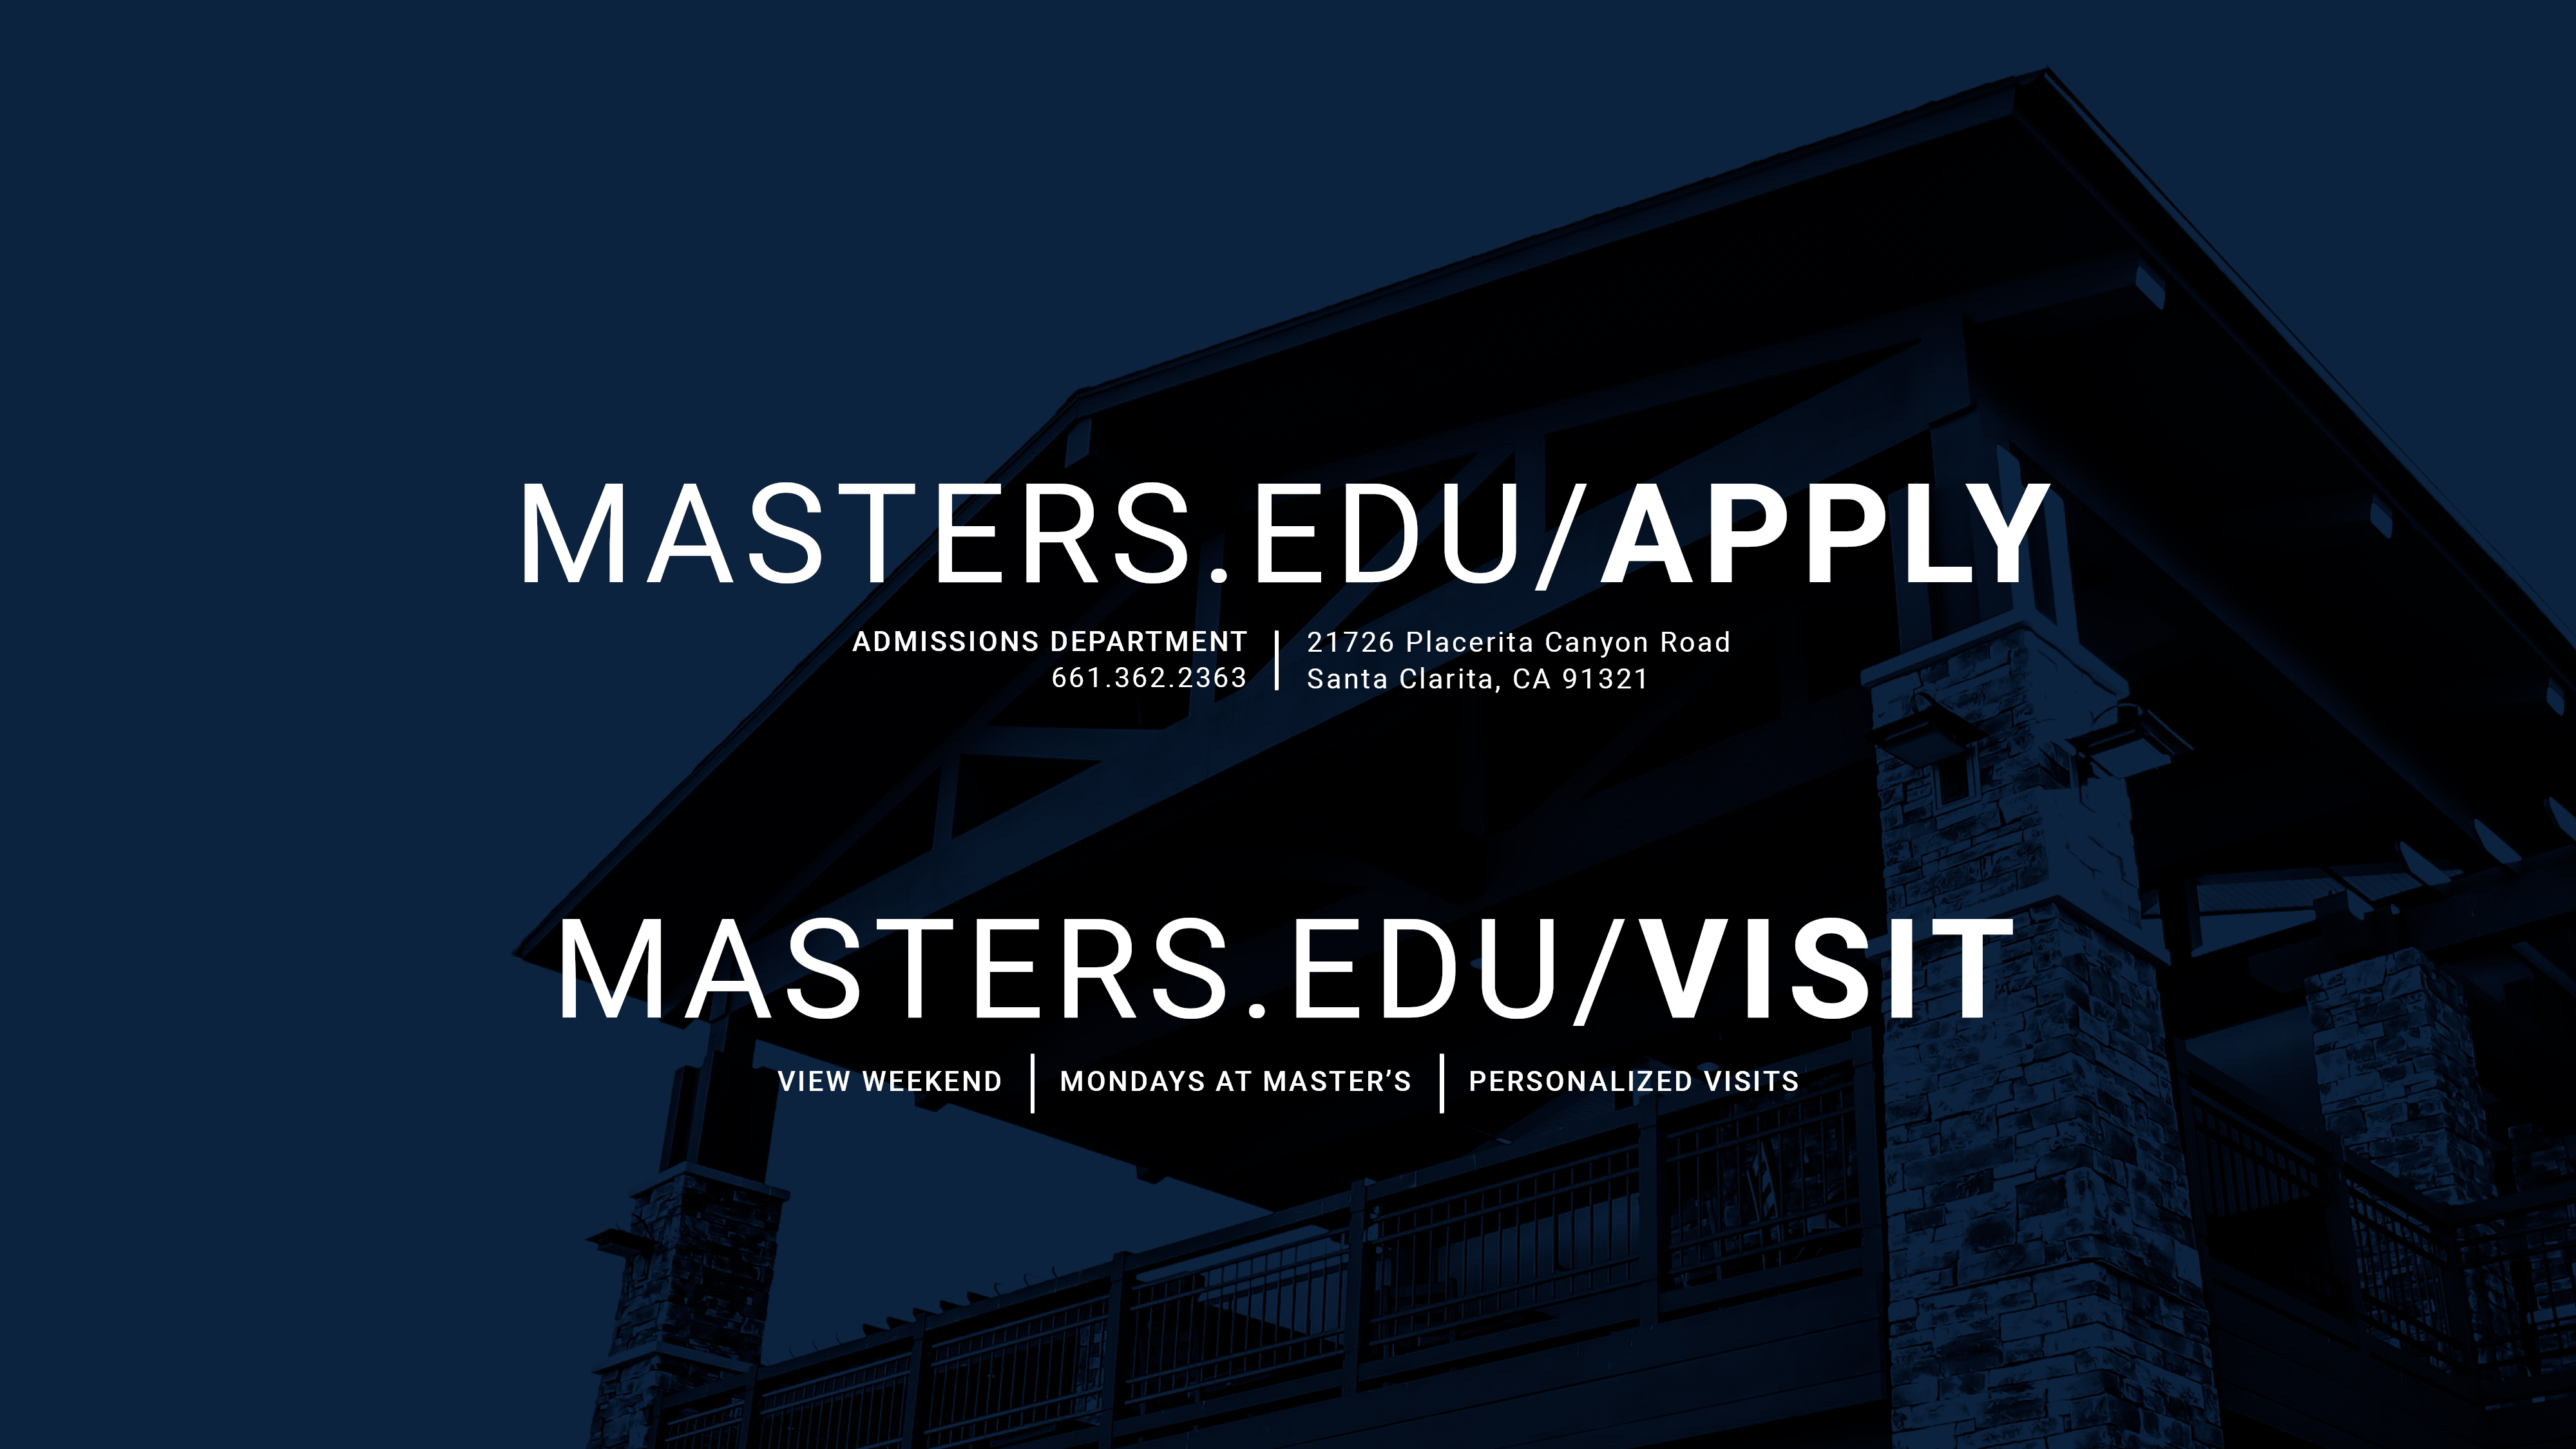 MASTERS.EDU/APPLY
ADMISSIONS DEPARTMENT
661.362.2363
21726 Placerita Canyon Road
Santa Clarita, CA 91321
MASTERS.EDU/VISIT
VIEW WEEKEND | MONDAYS AT MASTER’S | PERSONALIZED VISITS